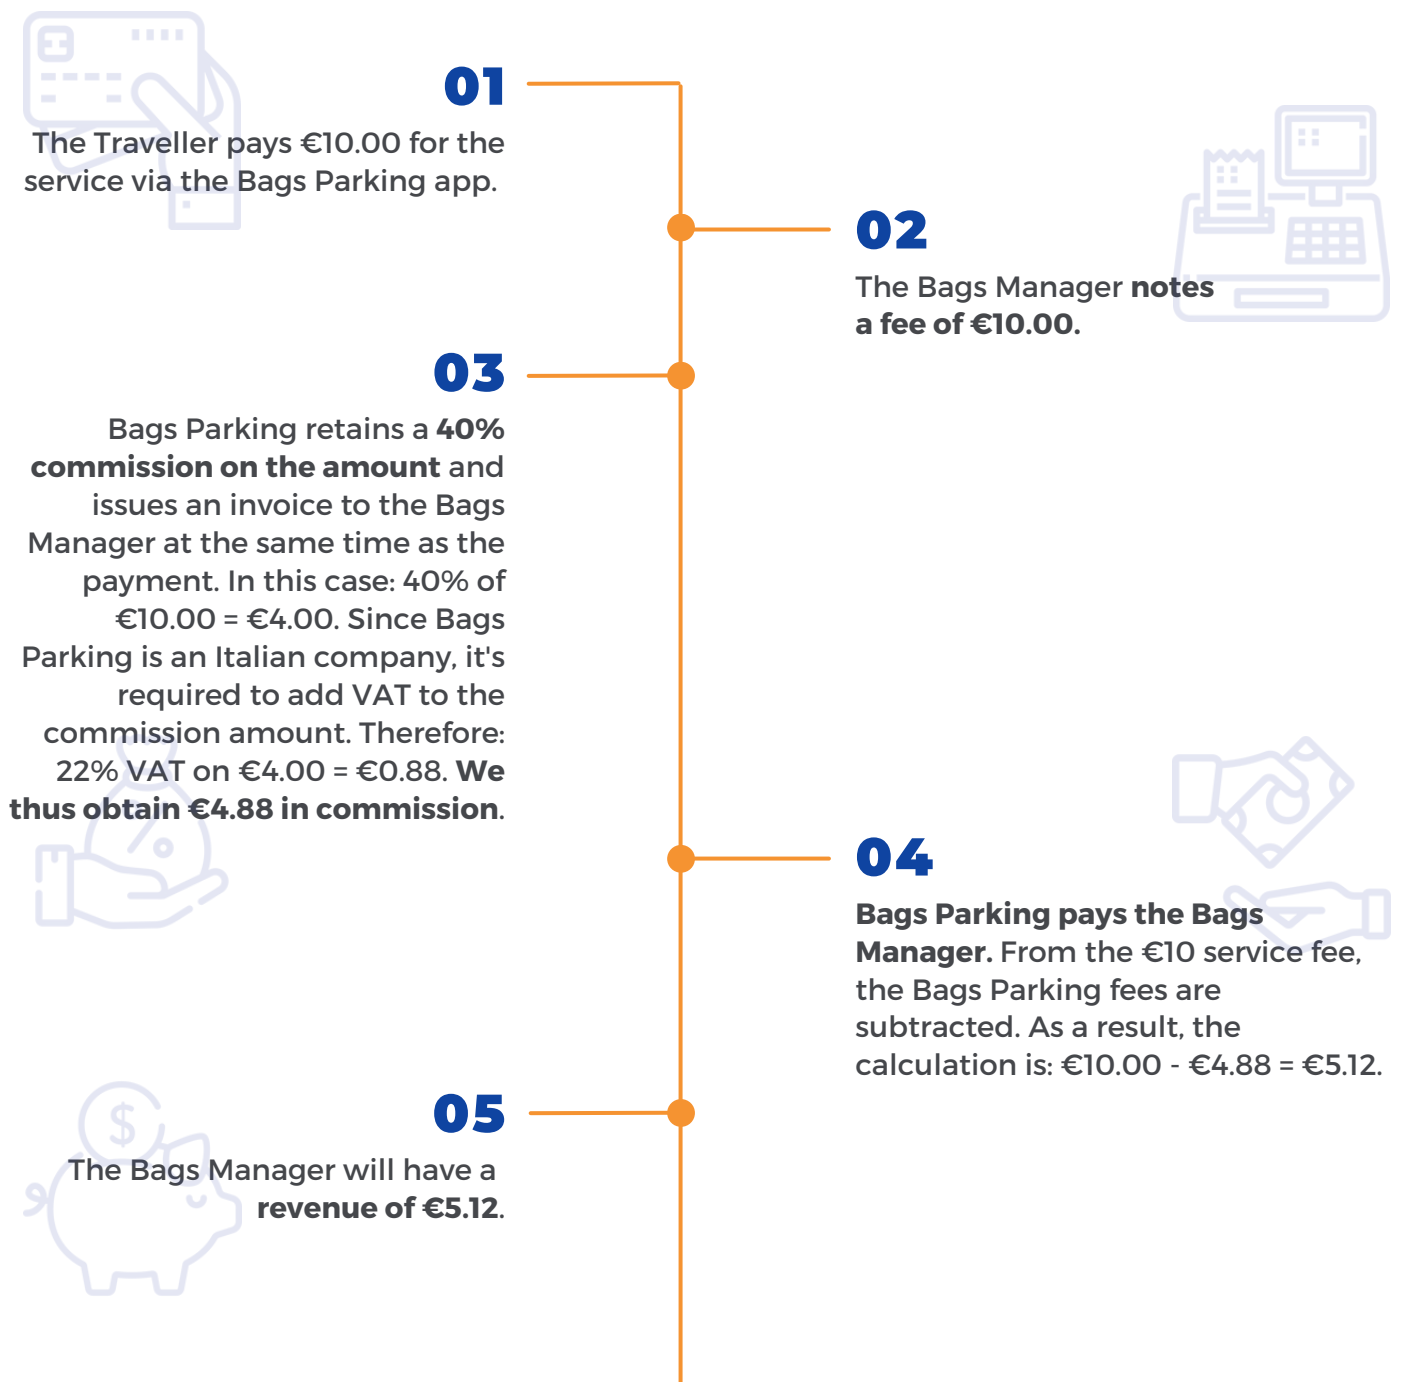 01
The Traveller pays €10.00 for the
service via the Bags Parking app.
02
The Bags Manager notes
a fee of €10.00.
03
Bags Parking retains a 40%
commission on the amount and
issues an invoice to the Bags
Manager at the same time as the
payment. In this case: 40% of
€10.00 = €4.00. Since Bags
Parking is an Italian company, it's
required to add VAT to the
commission amount. Therefore:
22% VAT on €4.00 = €0.88. We
thus obtain €4.88 in commission.
04
Bags Parking pays the Bags
Manager. From the €10 service fee,
the Bags Parking fees are
subtracted. As a result, the
calculation is: €10.00 - €4.88 = €5.12.
05
The Bags Manager will have a
revenue of €5.12.